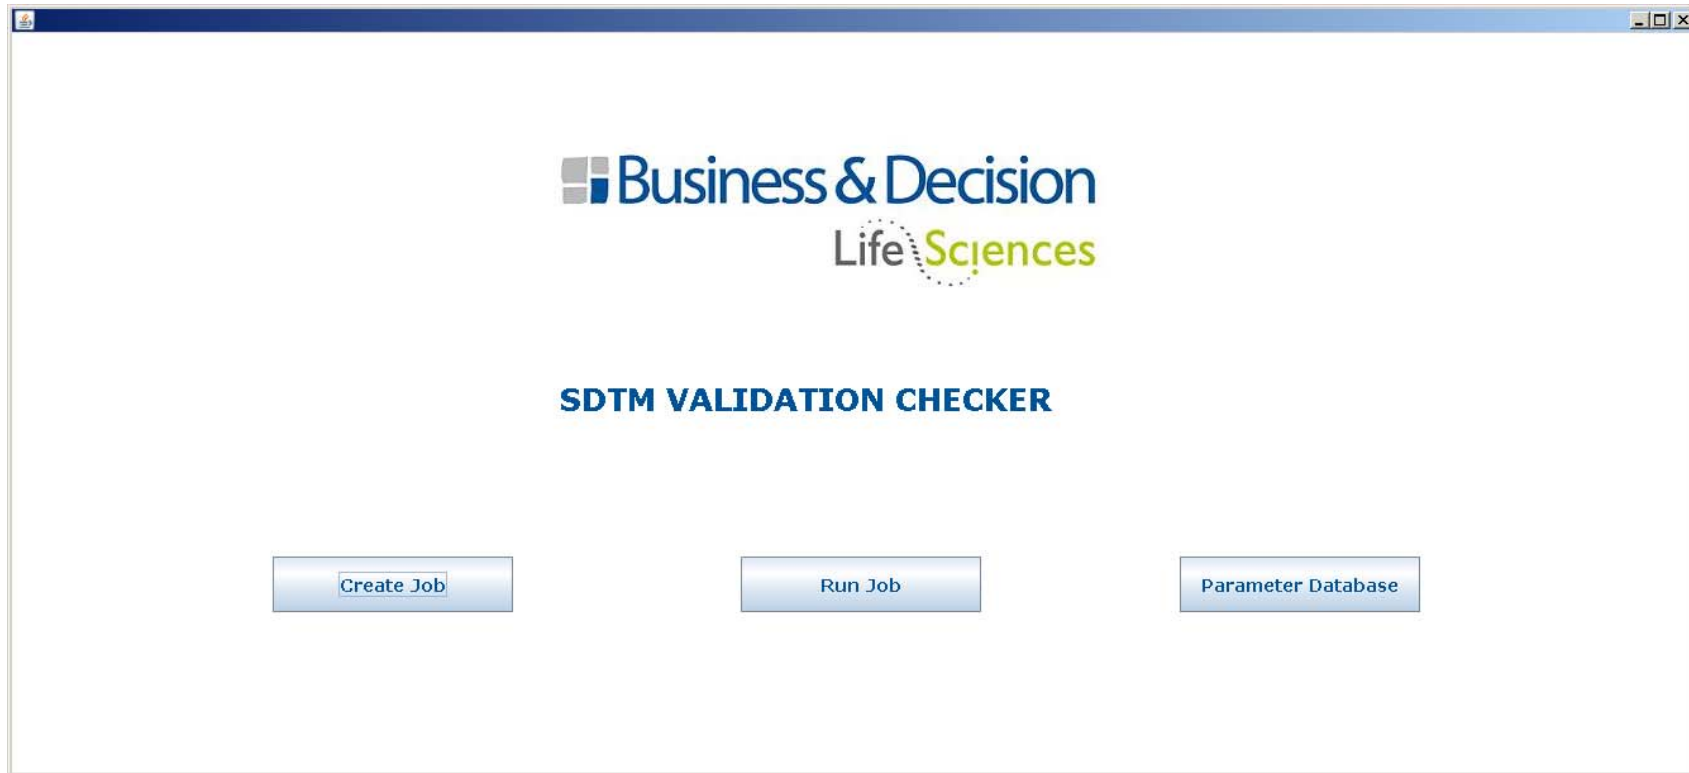 Business & Decision
Life Sciences
SDTM VALIDATION CHECKER
Create Job
Run Job
Parameter Database